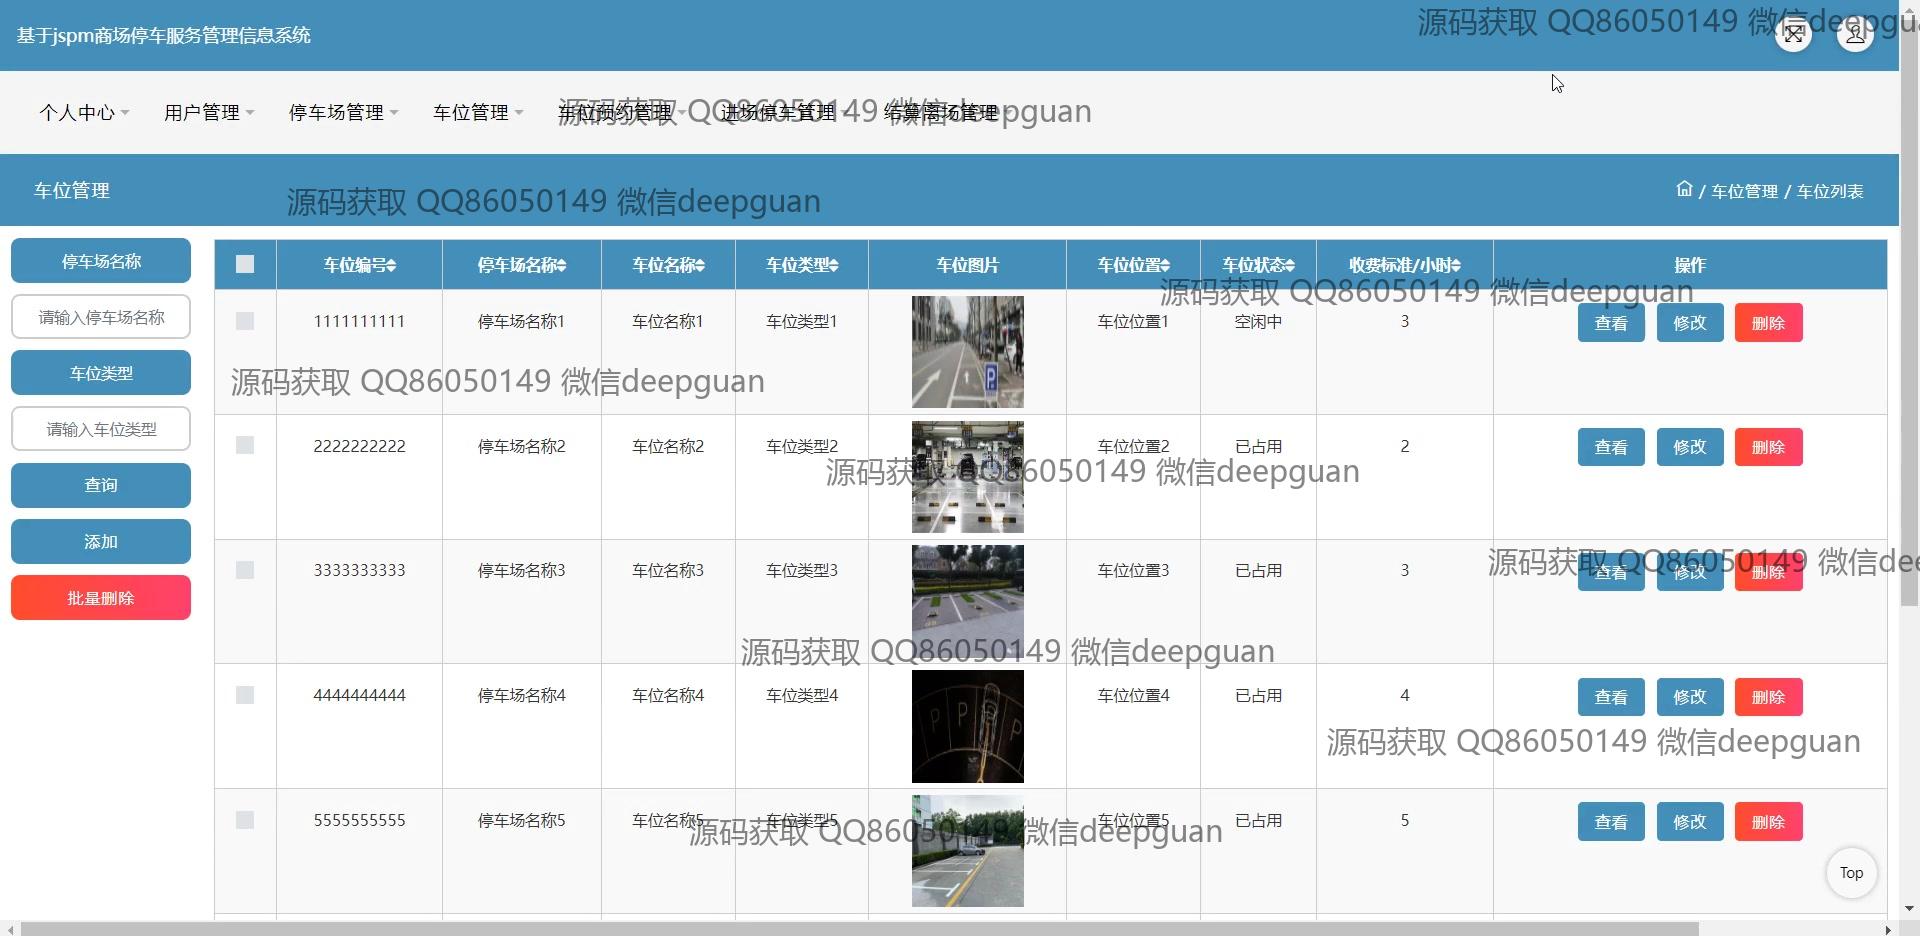 基于jspm商场停车服务管理信息系统
源码获取 QQ86050149 微信deepgu
个人中心 用户管理 停车场管理 车位管理 车位预约管理 进场停车管理 结算离场管理
源码获取 QQ86050149 微信deepguan
车位管理
源码获取 QQ86050149 微信deepguan
/ 车位管理 / 车位列表
停车场名称
请输入停车场名称
车位类型
请输入车位类型
查询
添加
批量删除
车位编号 停车场名称 车位名称 车位类型 车位图片 车位位置 车位状态 收费标准/小时 操作
源码获取 QQ86050149 微信deepguan
1111111111 停车场名称1 车位名称1 车位类型1 车位位置1 空闲中 3 查看 修改 删除
源码获取 QQ86050149 微信deepguan
2222222222 停车场名称2 车位名称2 车位类型2 车位位置2 已占用 2 查看 修改 删除
源码获取 QQ86050149 微信deepguan
3333333333 停车场名称3 车位名称3 车位类型3 车位位置3 已占用 3 查看 修改 删除
源码获取 QQ86050149 微信dee
源码获取 QQ86050149 微信deepguan
4444444444 停车场名称4 车位名称4 车位类型4 车位位置4 已占用 4 查看 修改 删除
源码获取 QQ86050149 微信deepguan
5555555555 停车场名称5 车位名称5 车位类型5 车位位置5 已占用 5 查看 修改 删除
源码获取 QQ86050149 微信deepguan
Top